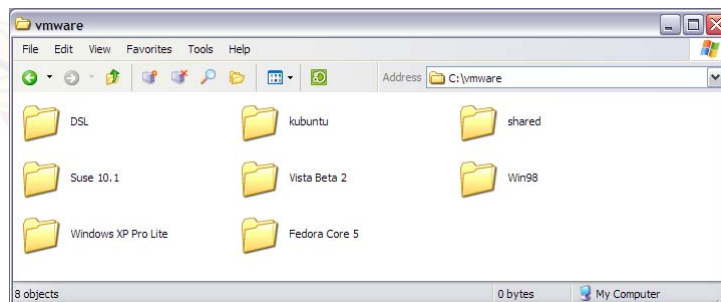 vmware
File Edit View Favorites Tools Help
Address C:\vmware
DSL kubuntu shared
Suse 10.1 Vista Beta 2 Win98
Windows XP Pro Lite Fedora Core 5
8 objects 0 bytes My Computer